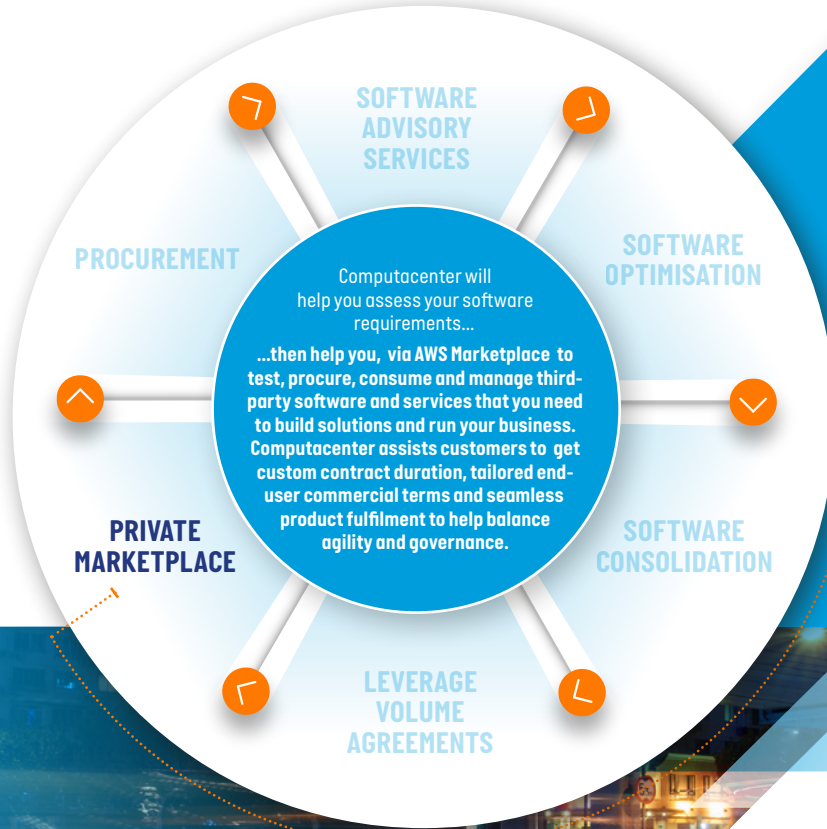 SOFTWARE
ADVISORY
SERVICES
SOFTWARE
OPTIMISATION
SOFTWARE
CONSOLIDATION
LEVERAGE
VOLUME
AGREEMENTS
PRIVATE
MARKETPLACE
PROCUREMENT
Computacenter will
help you assess your software
requirements...
...then help you, via AWS Marketplace to
test, procure, consume and manage third-
party software and services that you need
to build solutions and run your business.
Computacenter assists customers to get
custom contract duration, tailored end-
user commercial terms and seamless
product fulfilment to help balance
agility and governance.